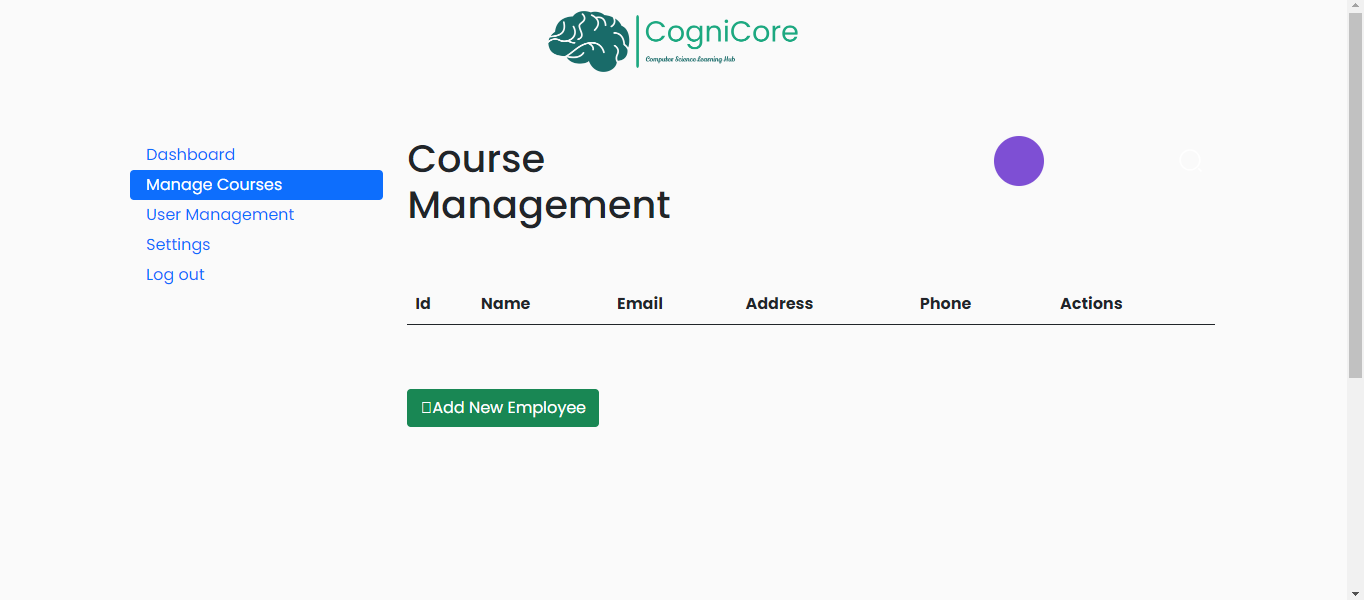 CogniCore
Computer Science Learning Hub
Dashboard
Manage Courses
User Management
Settings
Log out
Course
Management
Id Name Email Address Phone Actions
Add New Employee